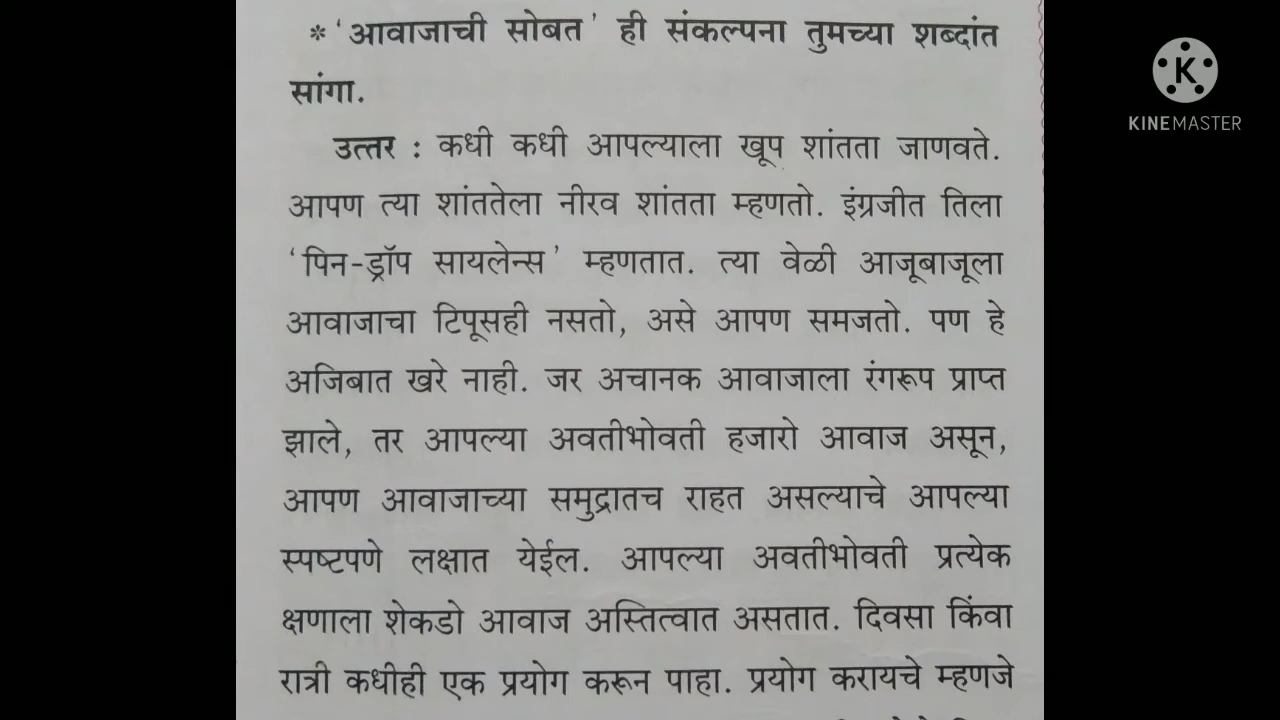 * 'आवाजाची सोबत' ही संकल्पना तुमच्या शब्दांत
सांगा.
उत्तर : कधी कधी आपल्याला खूप शांतता जाणवते.
आपण त्या शांततेला नीरव शांतता म्हणतो. इंग्रजीत तिला
'पिन-ड्रॉप सायलेन्स' म्हणतात. त्या वेळी आजूबाजूला
आवाजाचा टिपूसही नसतो, असे आपण समजतो. पण हे
अजिबात खरे नाही. जर अचानक आवाजाला रंगरूप प्राप्त
झाले, तर आपल्या अवतीभोवती हजारो आवाज असून,
आपण आवाजाच्या समुद्रातच राहत असल्याचे आपल्या
स्पष्टपणे लक्षात येईल. आपल्या अवतीभोवती प्रत्येक
क्षणाला शेकडो आवाज अस्तित्वात असतात. दिवसा किंवा
रात्री कधीही एक प्रयोग करून पाहा. प्रयोग करायचे म्हणजे
K
KINEMASTER